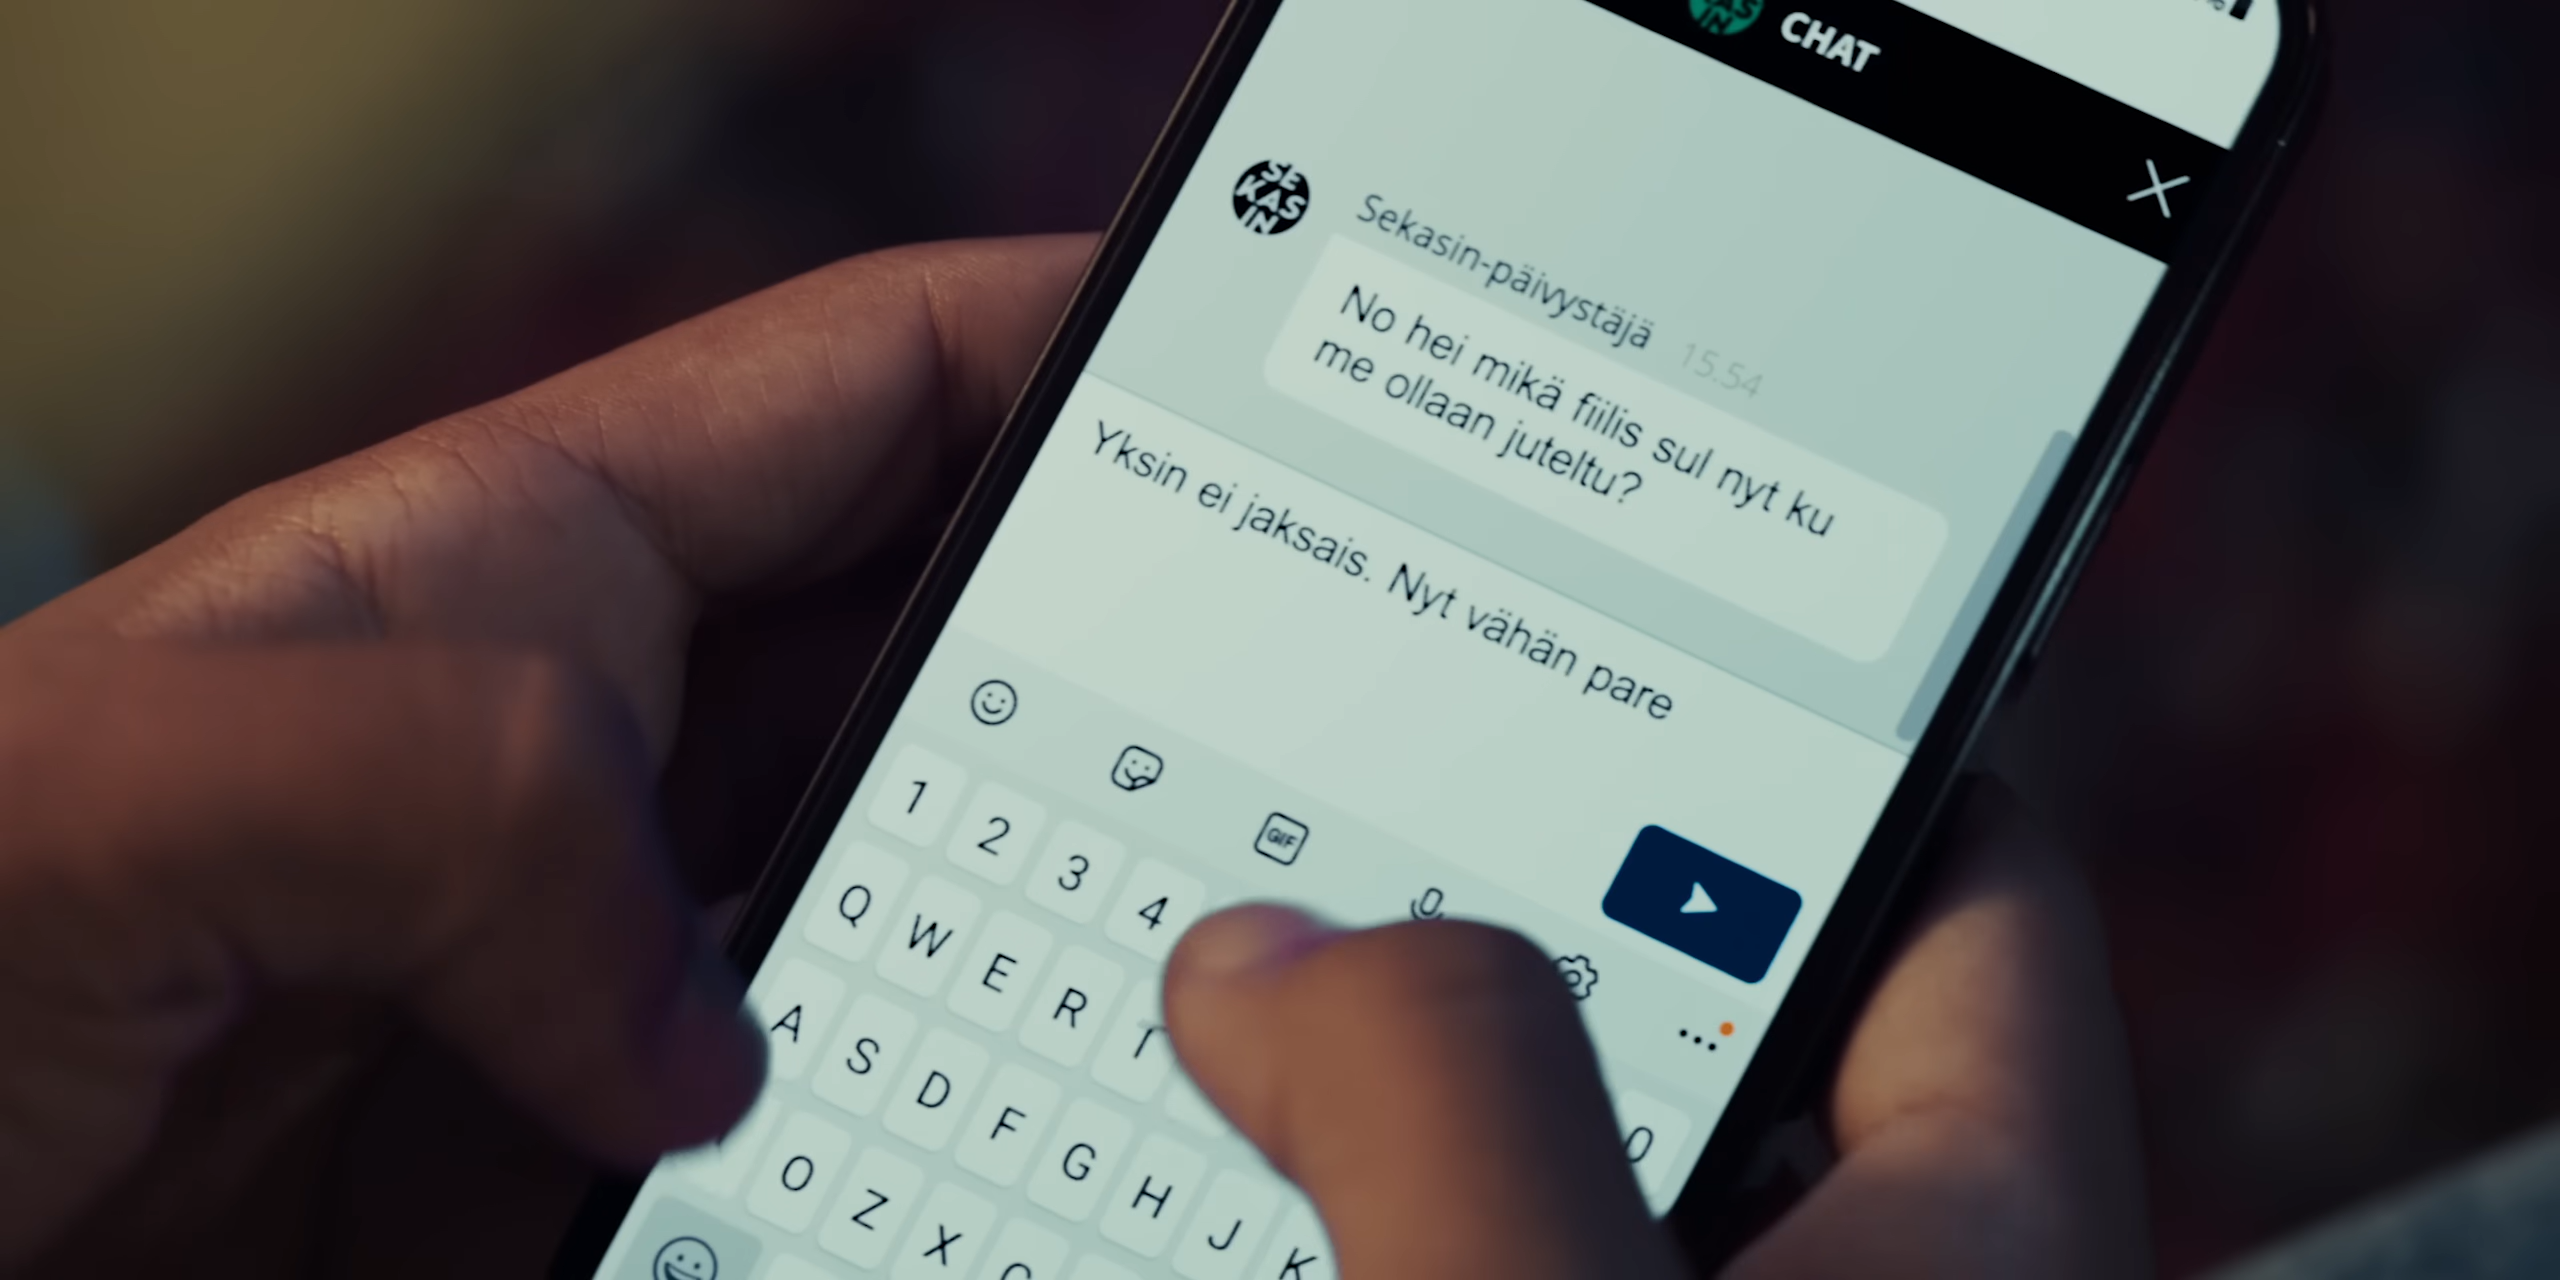 CHAT
SE
KAS
IN
Sekasin-päivystäjä 15.54
No hei mikä fiilis sul nyt ku
me ollaan juteltu?
Yksin ei jaksais. Nyt vähän pare
GIF
1 2 3 4 0
Q W E R T
A S D F G H J K
O Z X C